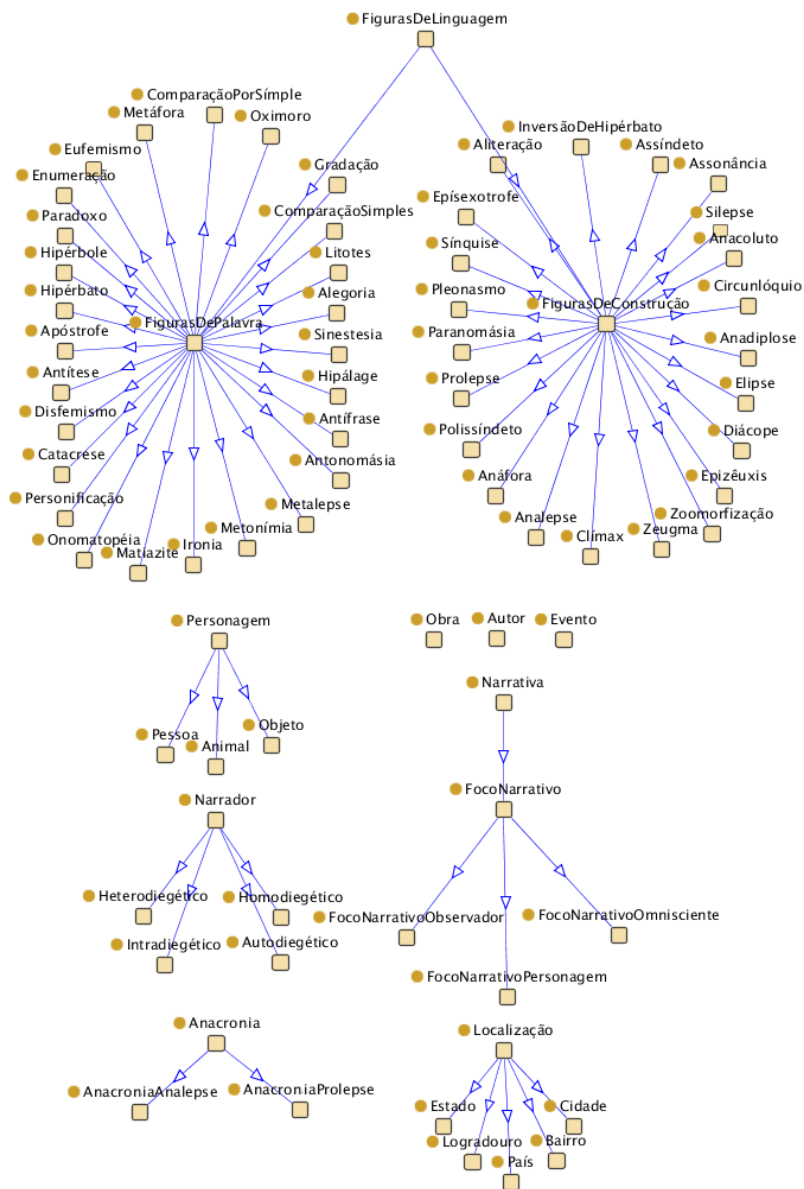 FigurasDeLinguagem
ComparaçãoPorSímple
Metáfora
Oximoro
Eufemismo
Gradação
Enumeração
ComparaçãoSimples
Paradoxo
Litotes
Hipérbole
Alegoria
Hipérbato
FigurasDePalavra
Sinestesia
Apóstrofe
Hipálage
Antítese
Antífrase
Disfemismo
Antonomásia
Catacrese
Metalepse
Personificação
Metonímia
Onomatopéia
Matiazite
Ironia
InversãoDeHipérbato
Aliteração
Assíndeto
Assonância
Epísexotrofe
Silepse
Sínquise
Anacoluto
Pleonasmo
FigurasDeConstrução
Circunlóquio
Paranomásia
Anadiplose
Prolepse
Elipse
Polissíndeto
Diácope
Anáfora
Epizêuxis
Analepse
Clímax
Zeugma
Zoomorfização
Personagem
Pessoa
Animal
Objeto
Obra
Autor
Evento
Narrativa
FocoNarrativo
FocoNarrativoObservador
FocoNarrativoOmnisciente
FocoNarrativoPersonagem
Narrador
Heterodiegético
Homodiegético
Intradiegético
Autodiegético
Anacronia
AnacroniaAnalepse
AnacroniaProlepse
Localização
Estado
Cidade
Logradouro
Bairro
País